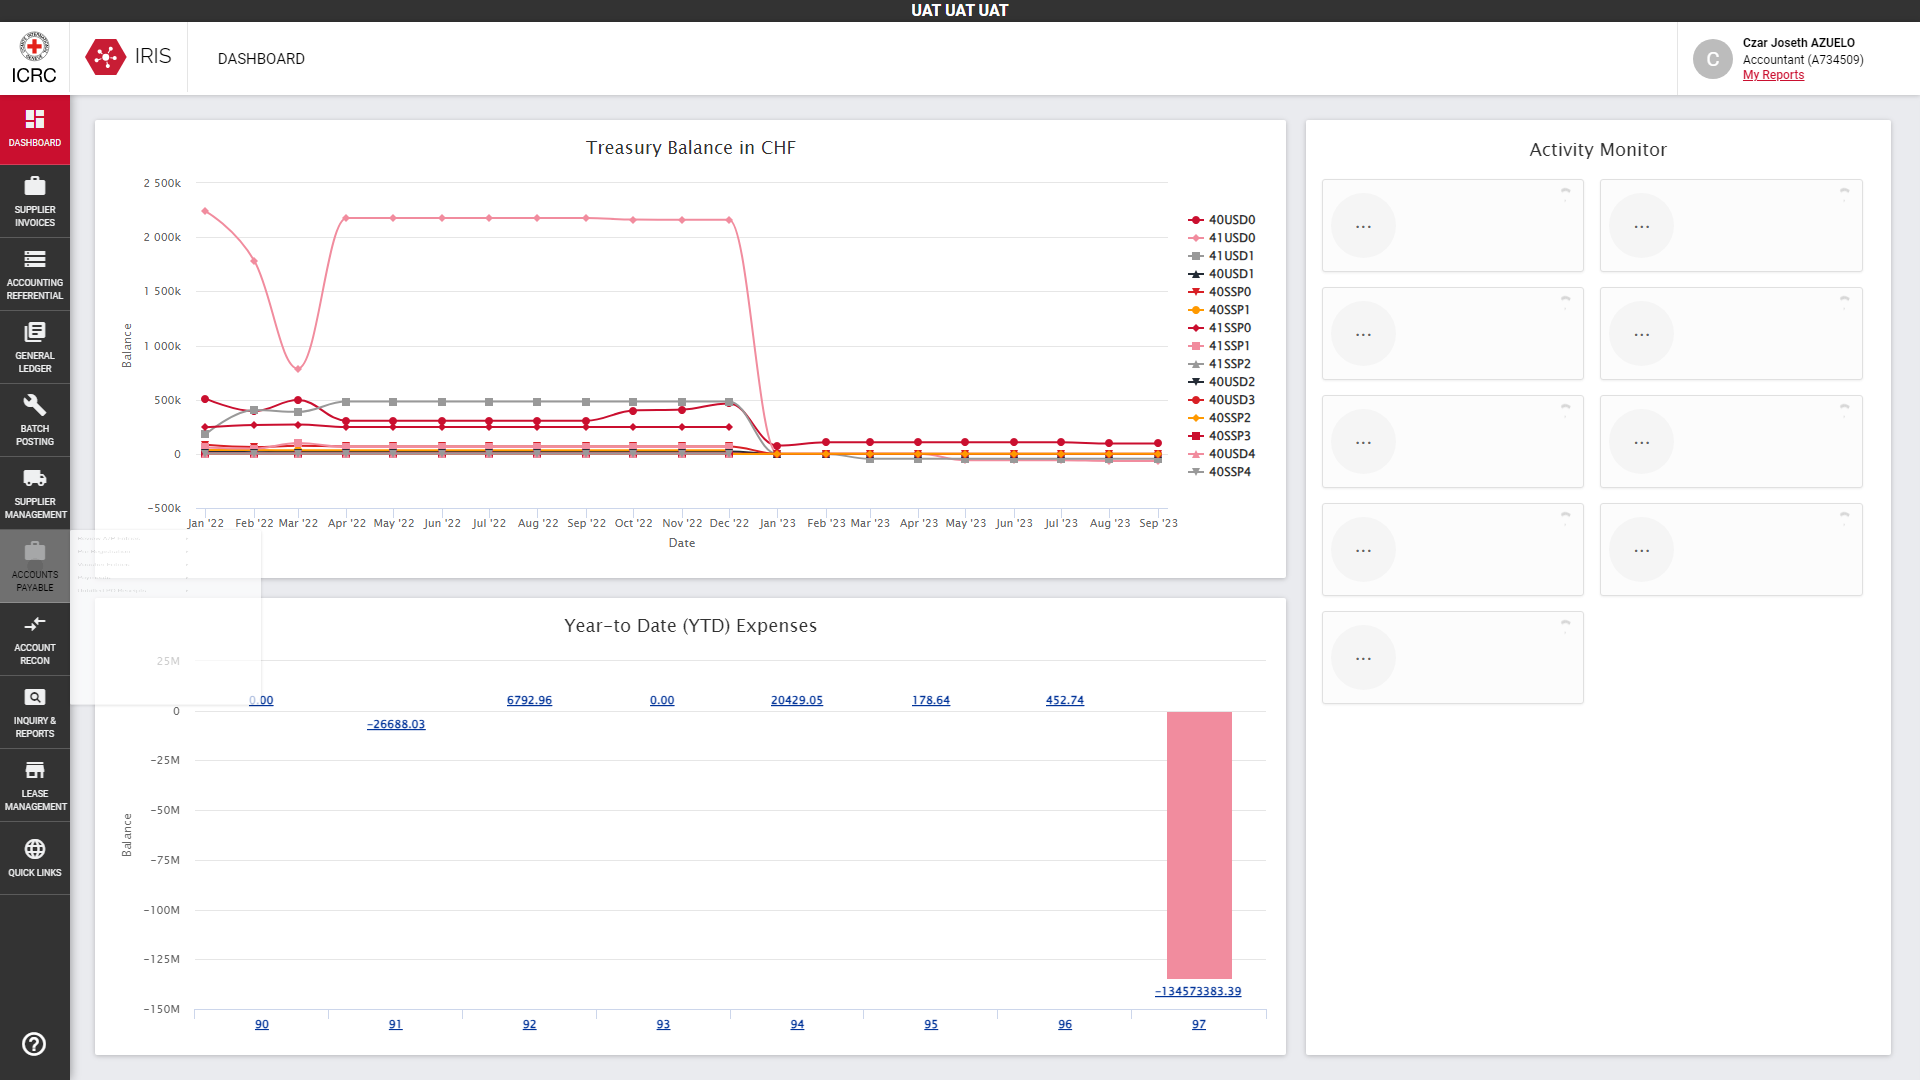 UAT UAT UAT
ICRC
IRIS
DASHBOARD
C
Czar Joseth AZUELO
Accountant (A734509)
My Reports
DASHBOARD
SUPPLIER
INVOICES
ACCOUNTING
REFERENTIAL
GENERAL
LEDGER
BATCH
POSTING
SUPPLIER
MANAGEMENT
ACCOUNTS
PAYABLE
ACCOUNT
RECON
INQUIRY &
REPORTS
LEASE
MANAGEMENT
QUICK LINKS
Treasury Balance in CHF
2 500k
2 000k
1 500k
1 000k
500k
0
-500k
Balance
Jan '22 Feb '22 Mar '22 Apr '22 May '22 Jun '22 Jul '22 Aug '22 Sep '22 Oct '22 Nov '22 Dec '22 Jan '23 Feb '23 Mar '23 Apr '23 May '23 Jun '23 Jul '23 Aug '23 Sep '23
Date
40USD0
41USD0
41USD1
40USD1
40SSP0
40SSP1
41SSP0
41SSP1
41SSP2
40USD2
40USD3
40SSP2
40SSP3
40USD4
40SSP4
Year-to Date (YTD) Expenses
25M
0
-25M
-50M
-75M
-100M
-125M
-150M
Balance
0.00
-26688.03
6792.96
0.00
20429.05
178.64
452.74
-134573383.39
90 91 92 93 94 95 96 97
Activity Monitor
... ...
... ...
... ...
... ...
...